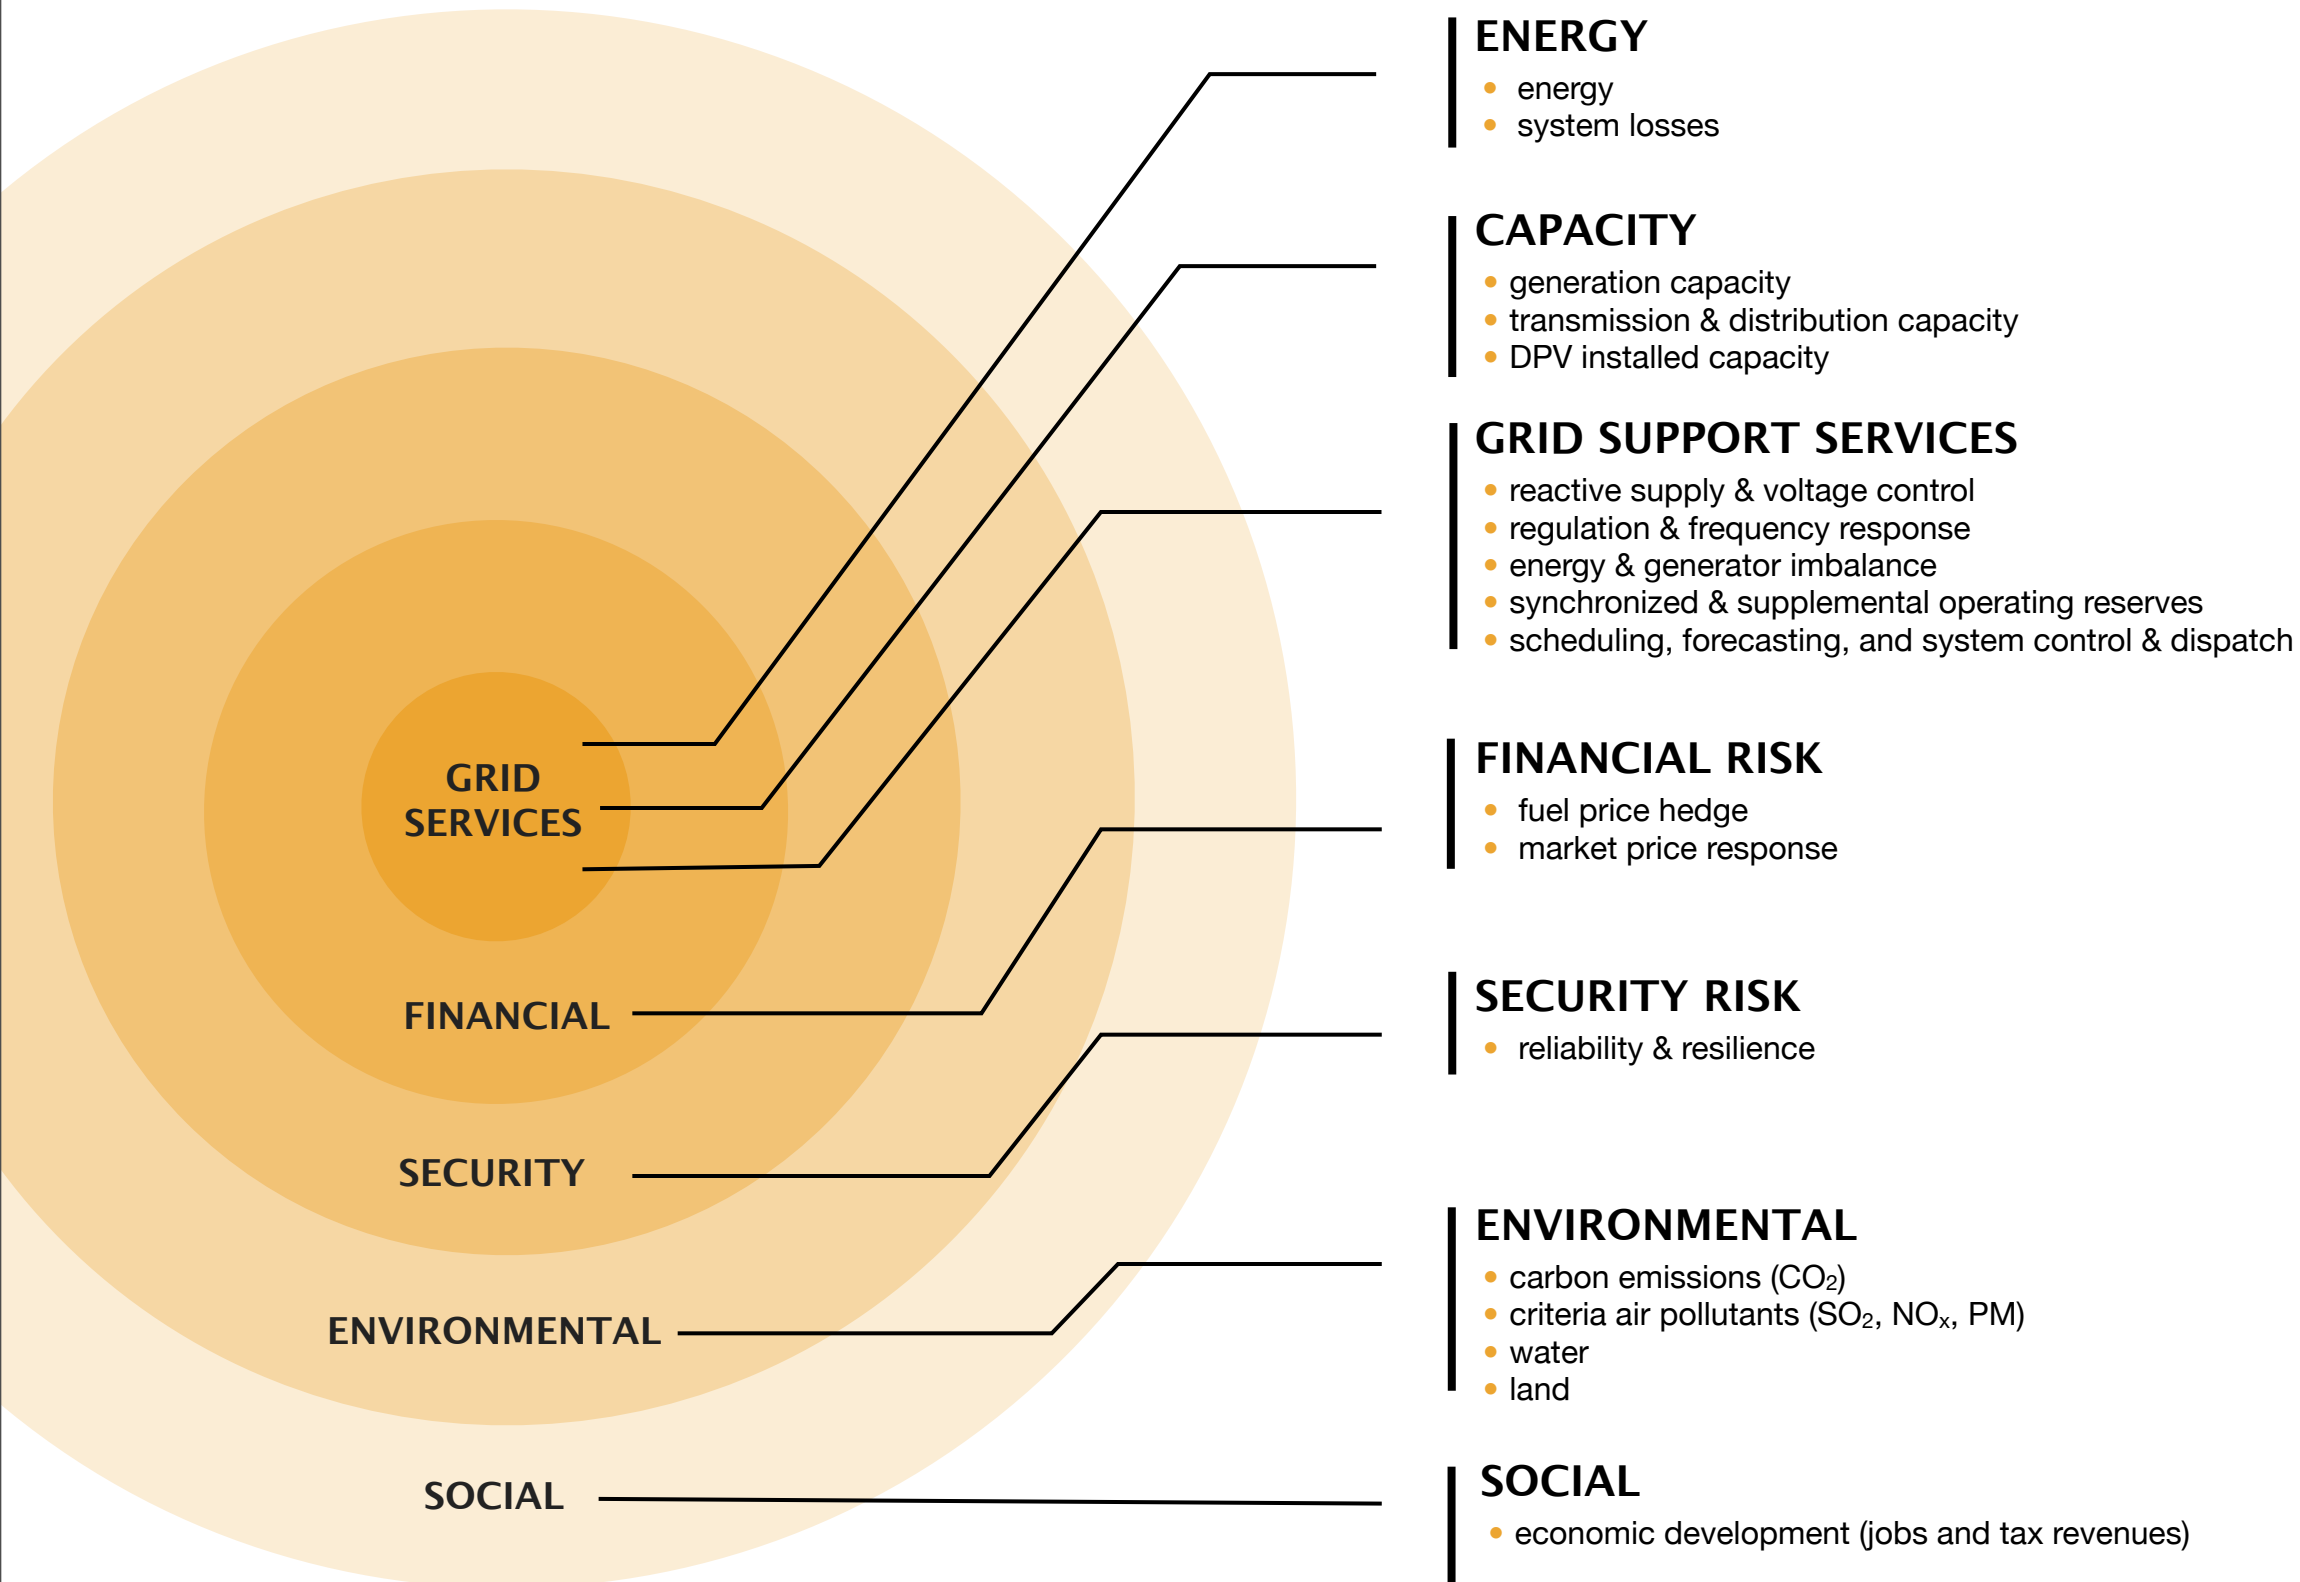 GRID
SERVICES
FINANCIAL
SECURITY
ENVIRONMENTAL
SOCIAL
ENERGY
• energy
• system losses
CAPACITY
• generation capacity
• transmission & distribution capacity
• DPV installed capacity
GRID SUPPORT SERVICES
• reactive supply & voltage control
• regulation & frequency response
• energy & generator imbalance
• synchronized & supplemental operating reserves
• scheduling, forecasting, and system control & dispatch
FINANCIAL RISK
• fuel price hedge
• market price response
SECURITY RISK
• reliability & resilience
ENVIRONMENTAL
• carbon emissions (CO₂)
• criteria air pollutants (SO₂, NOₓ, PM)
• water
• land
SOCIAL
• economic development (jobs and tax revenues)